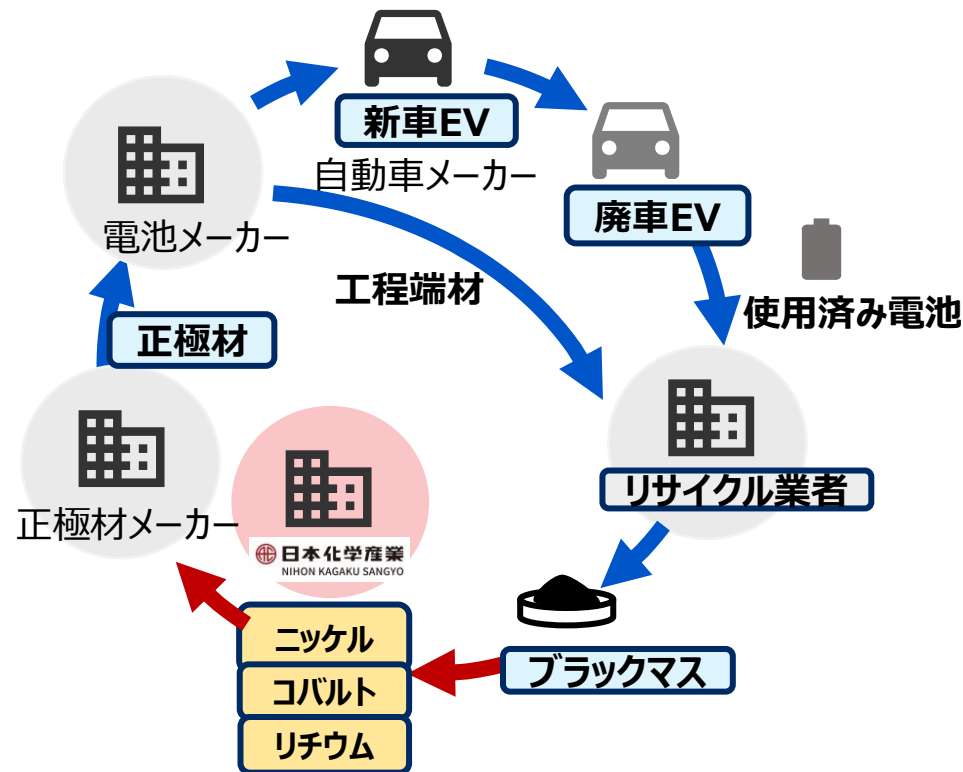 新車EV
自動車メーカー
廃車EV
電池メーカー
工程端材
使用済み電池
正極材
リサイクル業者
正極材メーカー
日本化学産業
NIHON KAGAKU SANGYO
ニッケル
コバルト
リチウム
ブラックマス